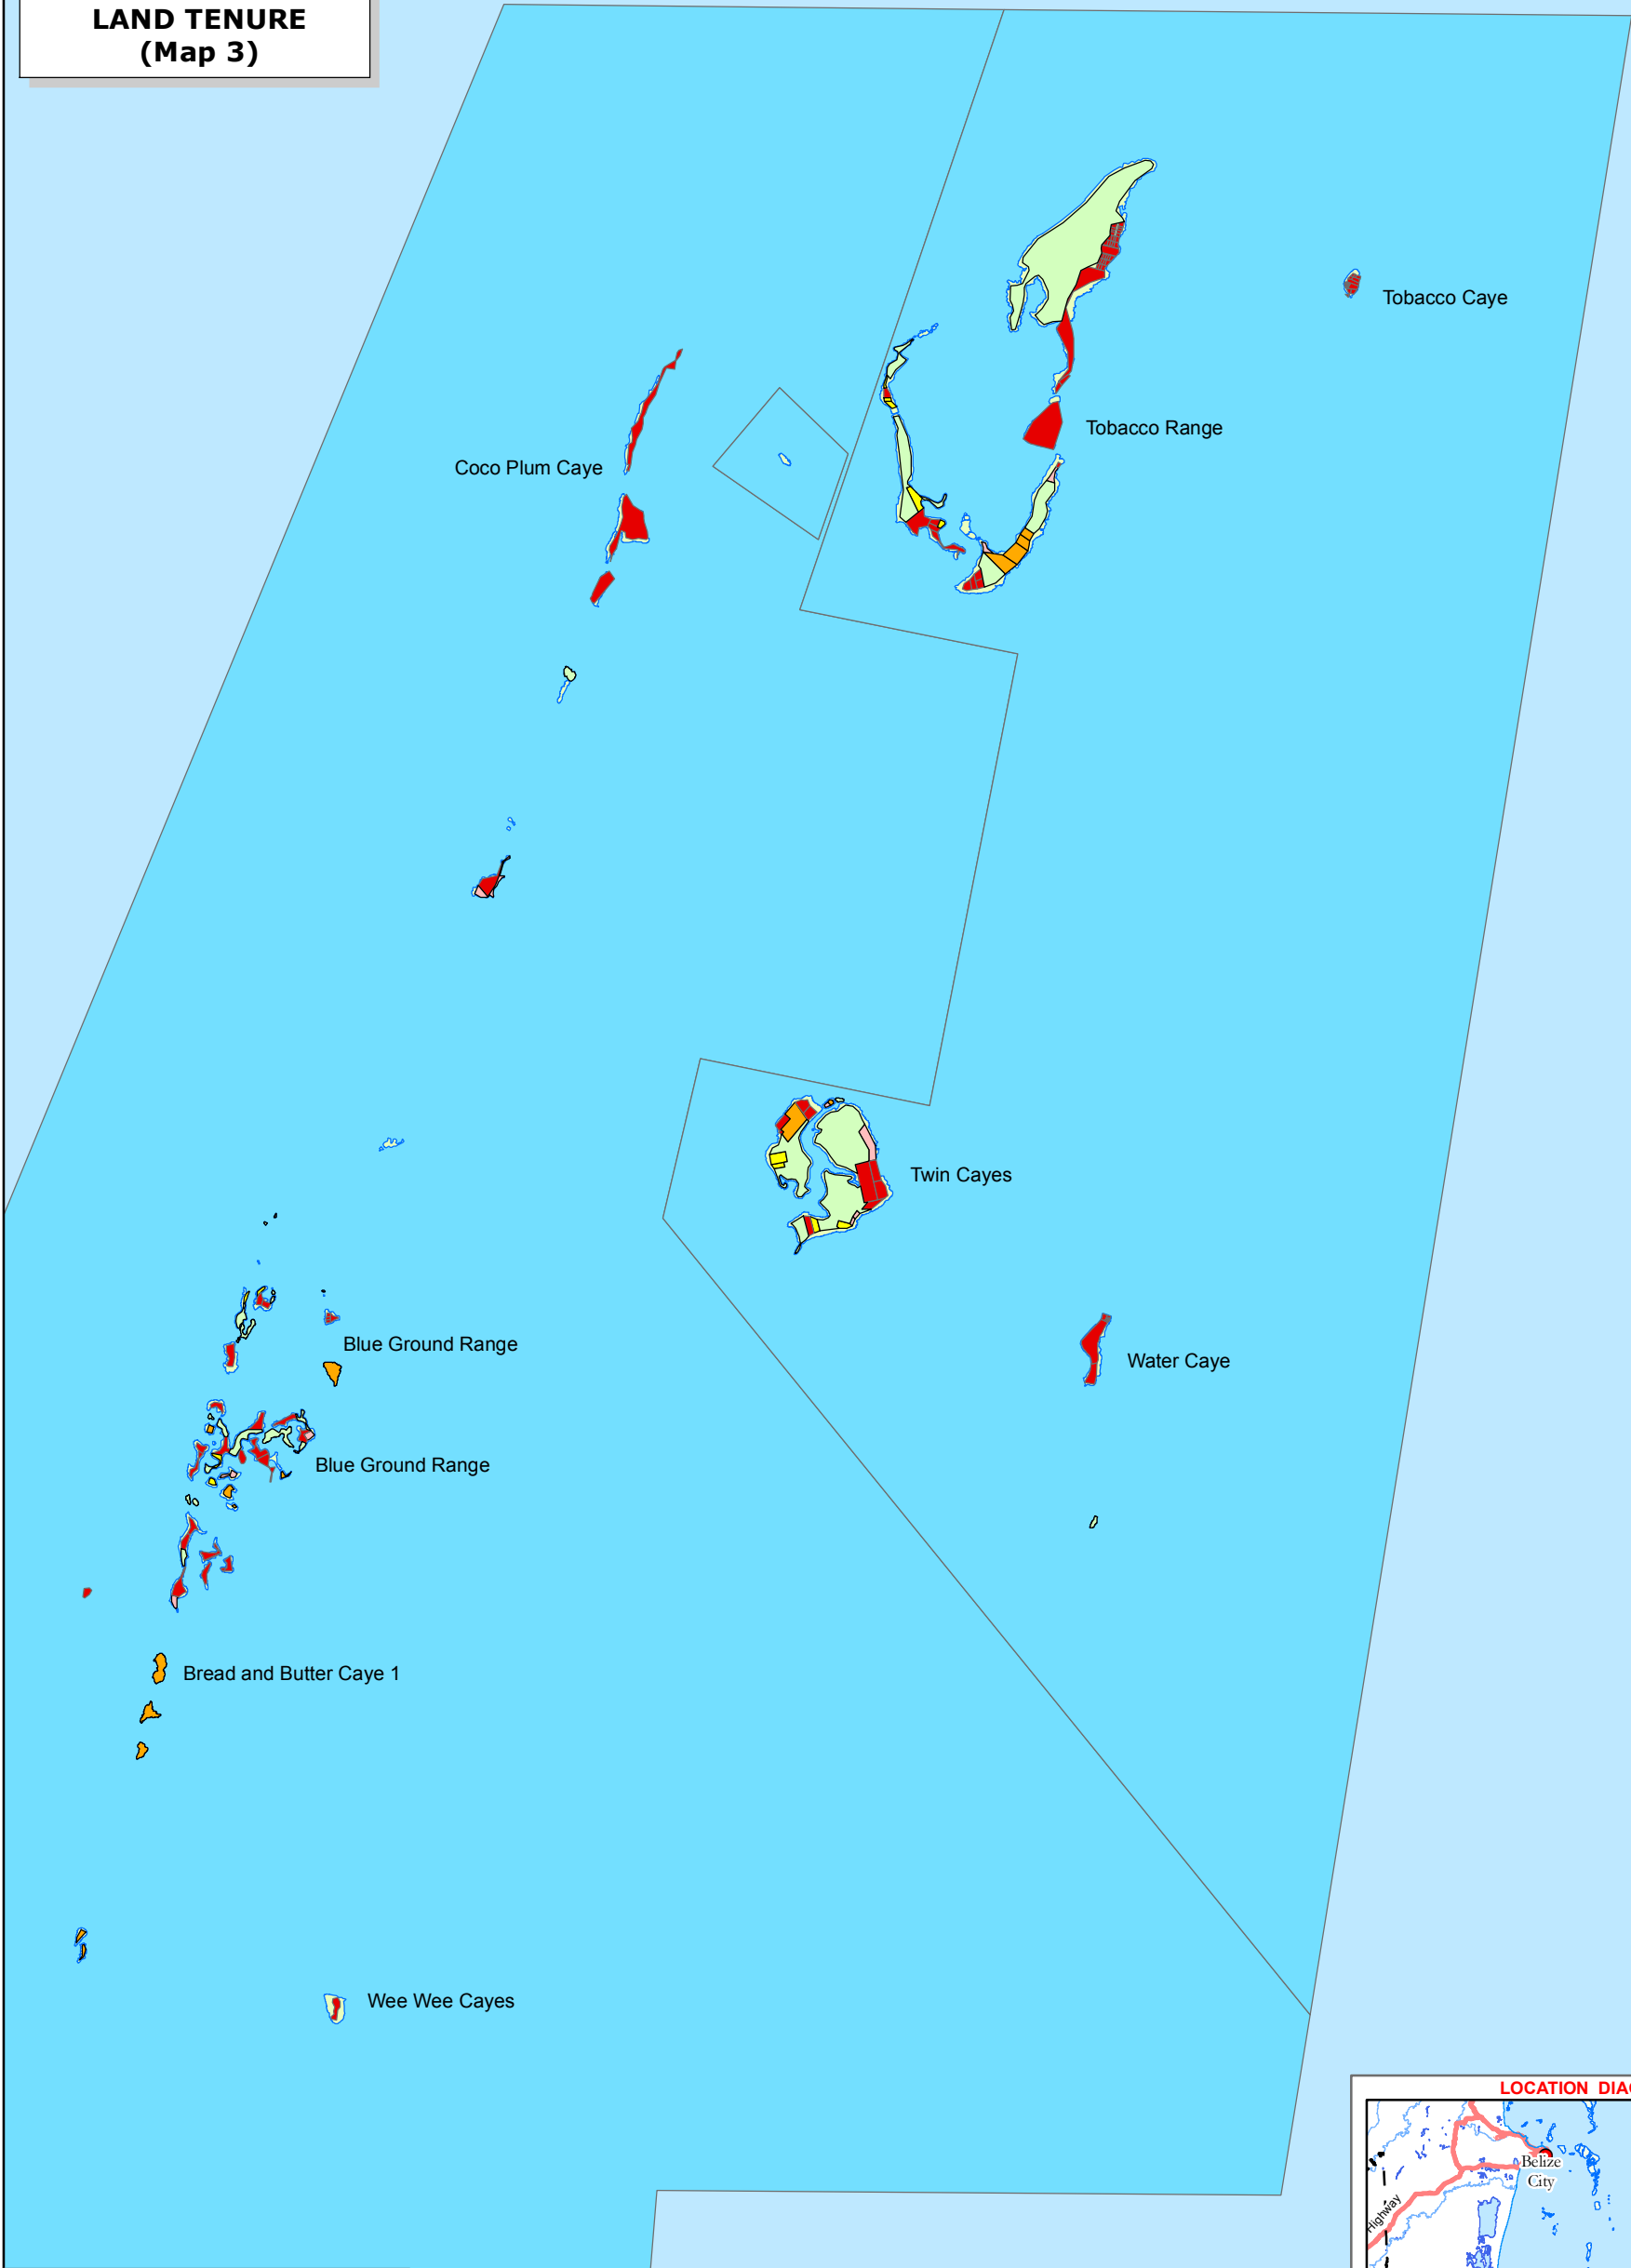 LAND TENURE
(Map 3)
Tobacco Caye
Tobacco Range
Coco Plum Caye
Twin Cayes
Blue Ground Range
Water Caye
Blue Ground Range
Bread and Butter Caye 1
Wee Wee Cayes
LOCATION DIAG
Belize
City
Highway